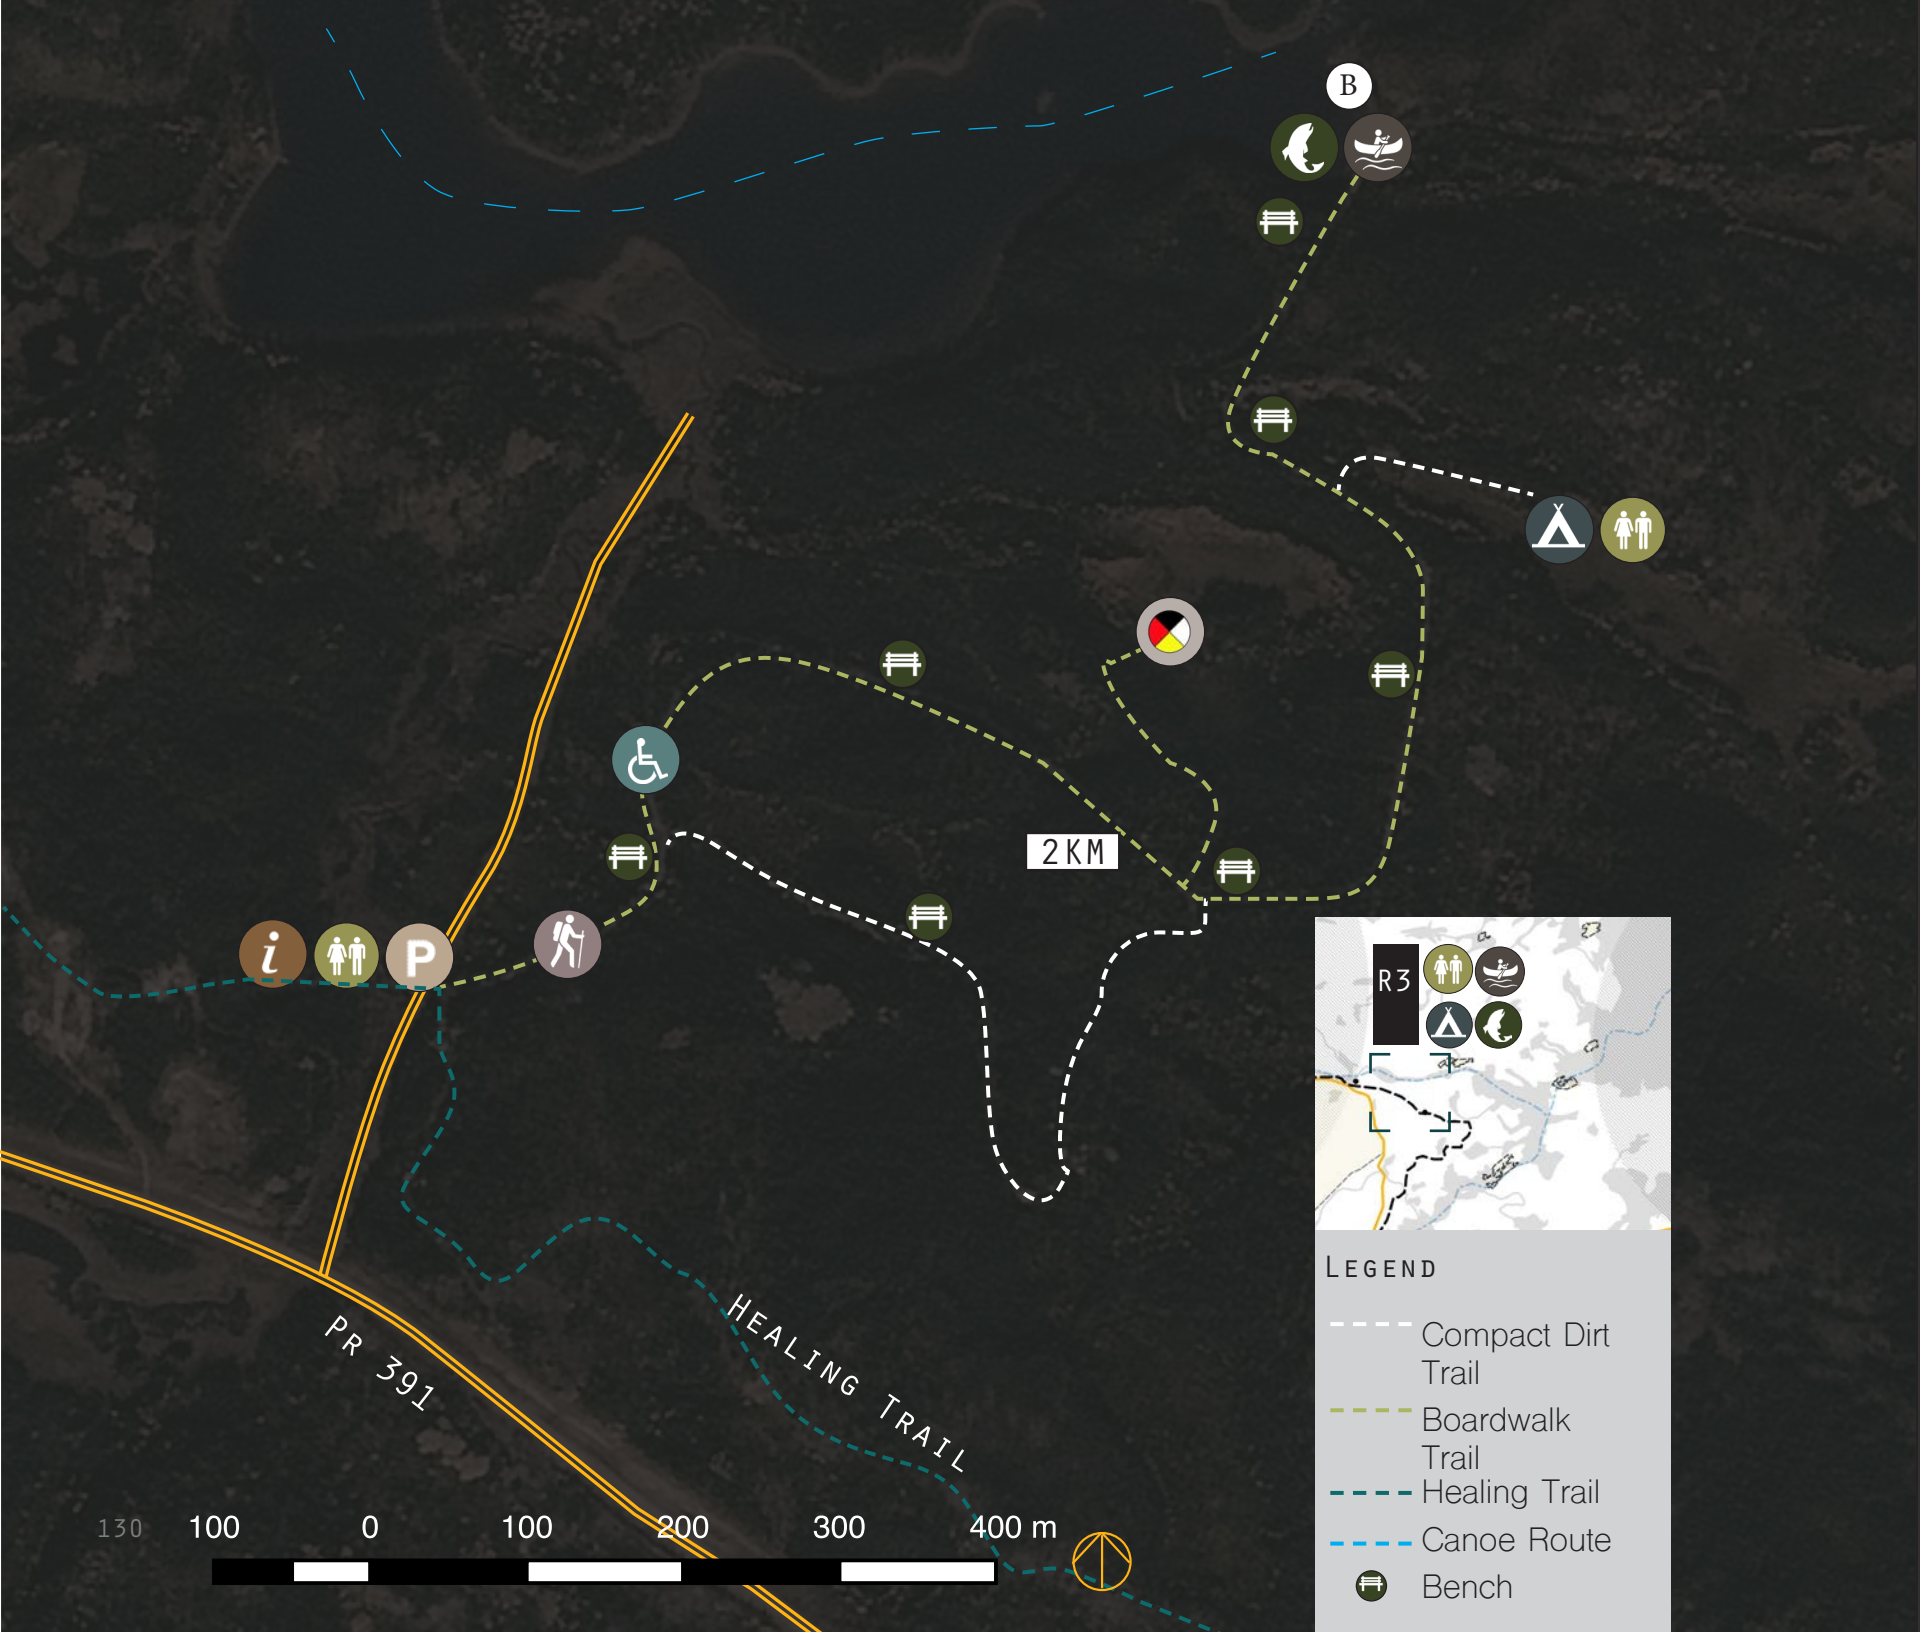 B
2KM
i
P
R3
LEGEND
Compact Dirt
Trail
Boardwalk
Trail
Healing Trail
Canoe Route
Bench
PR 391
HEALING TRAIL
130
100 0 100 200 300 400 m